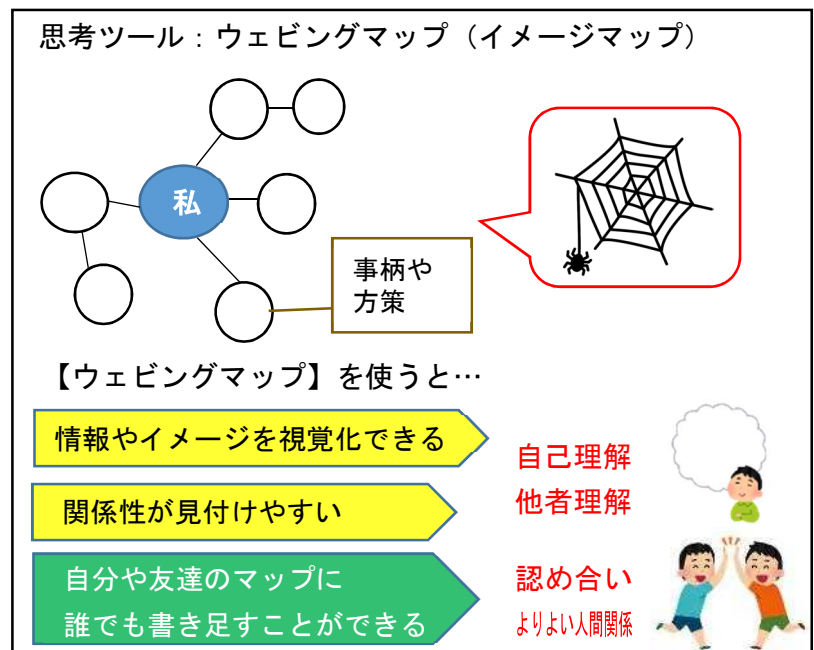 思考ツール：ウェビングマップ（イメージマップ）
私
事柄や
方策
【ウェビングマップ】を使うと…
情報やイメージを視覚化できる
関係性が見付けやすい
自己理解
他者理解
自分や友達のマップに
誰でも書き足すことができる
認め合い
よりよい人間関係